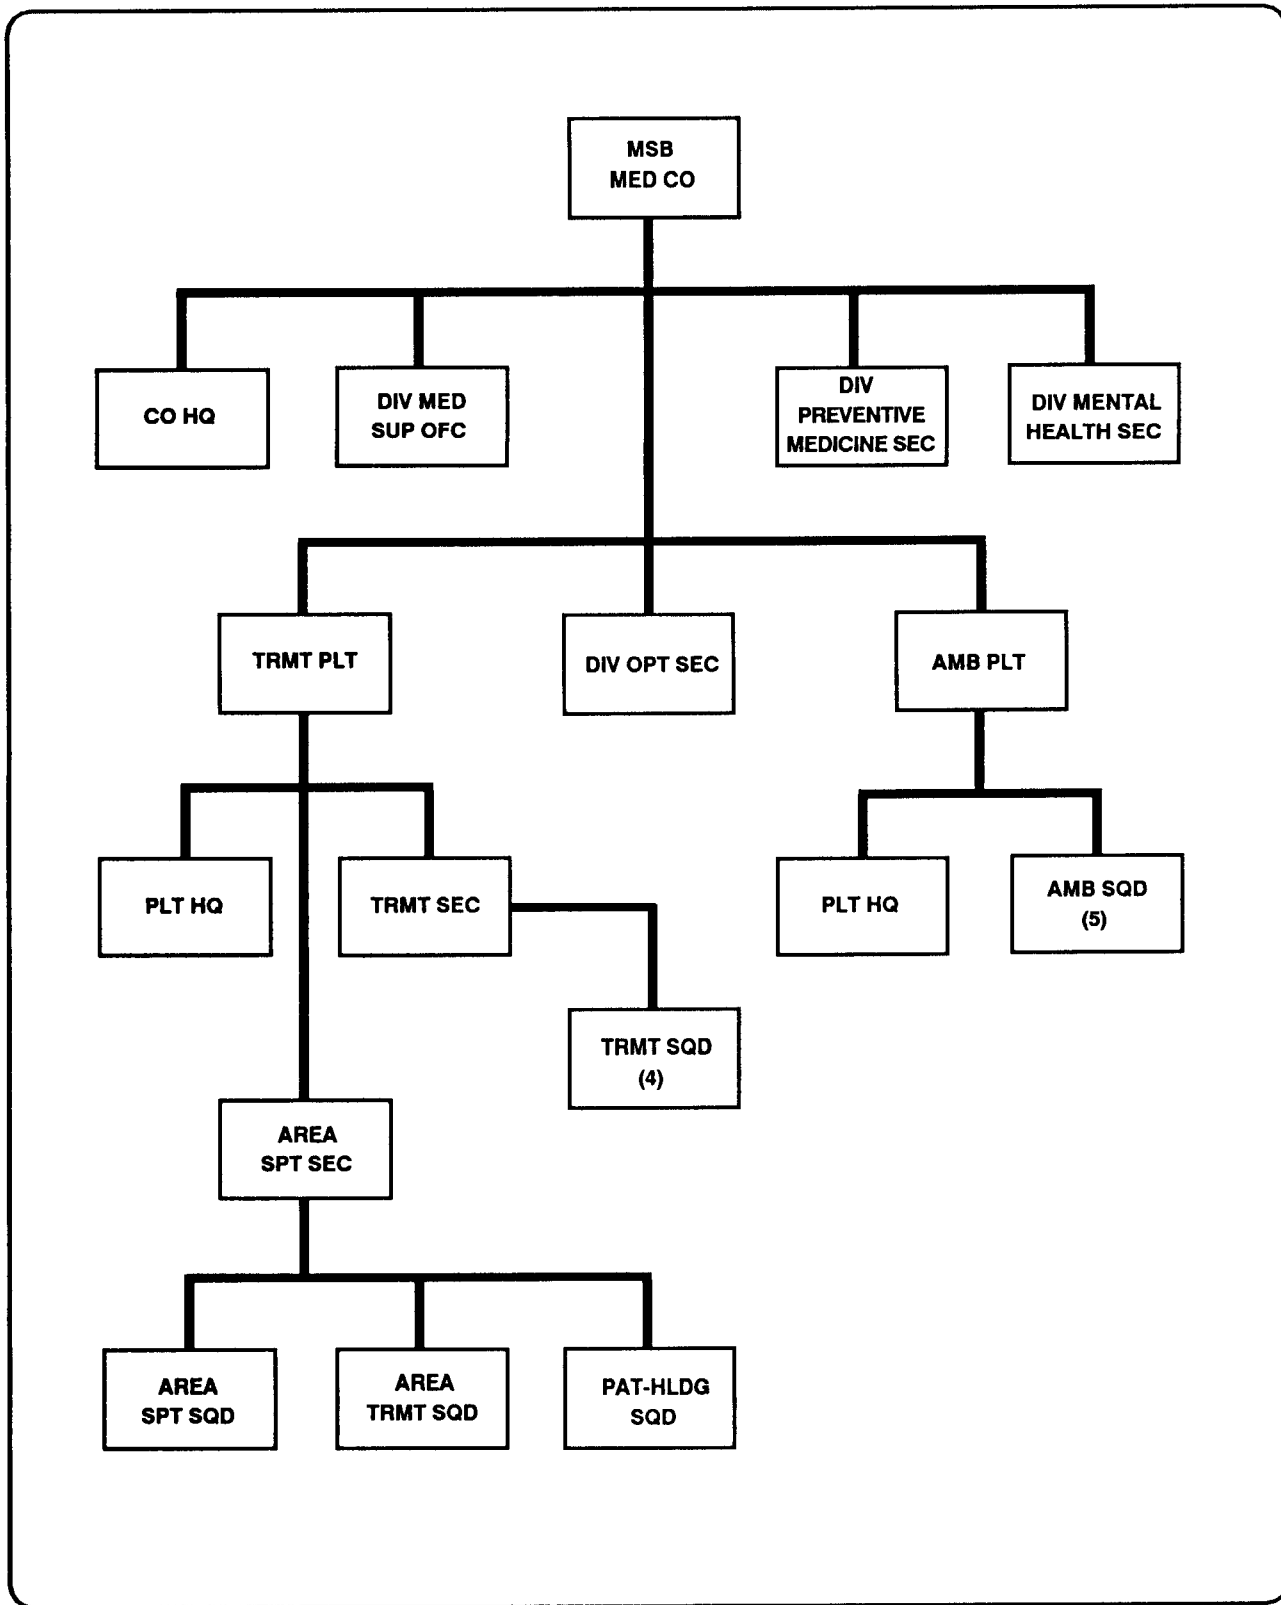 MSB
MED CO
CO HQ
DIV MED
SUP OFC
DIV
PREVENTIVE
MEDICINE SEC
DIV MENTAL
HEALTH SEC
TRMT PLT
DIV OPT SEC
AMB PLT
PLT HQ
TRMT SEC
PLT HQ
AMB SQD
(5)
TRMT SQD
(4)
AREA
SPT SEC
AREA
SPT SQD
AREA
TRMT SQD
PAT-HLDG
SQD